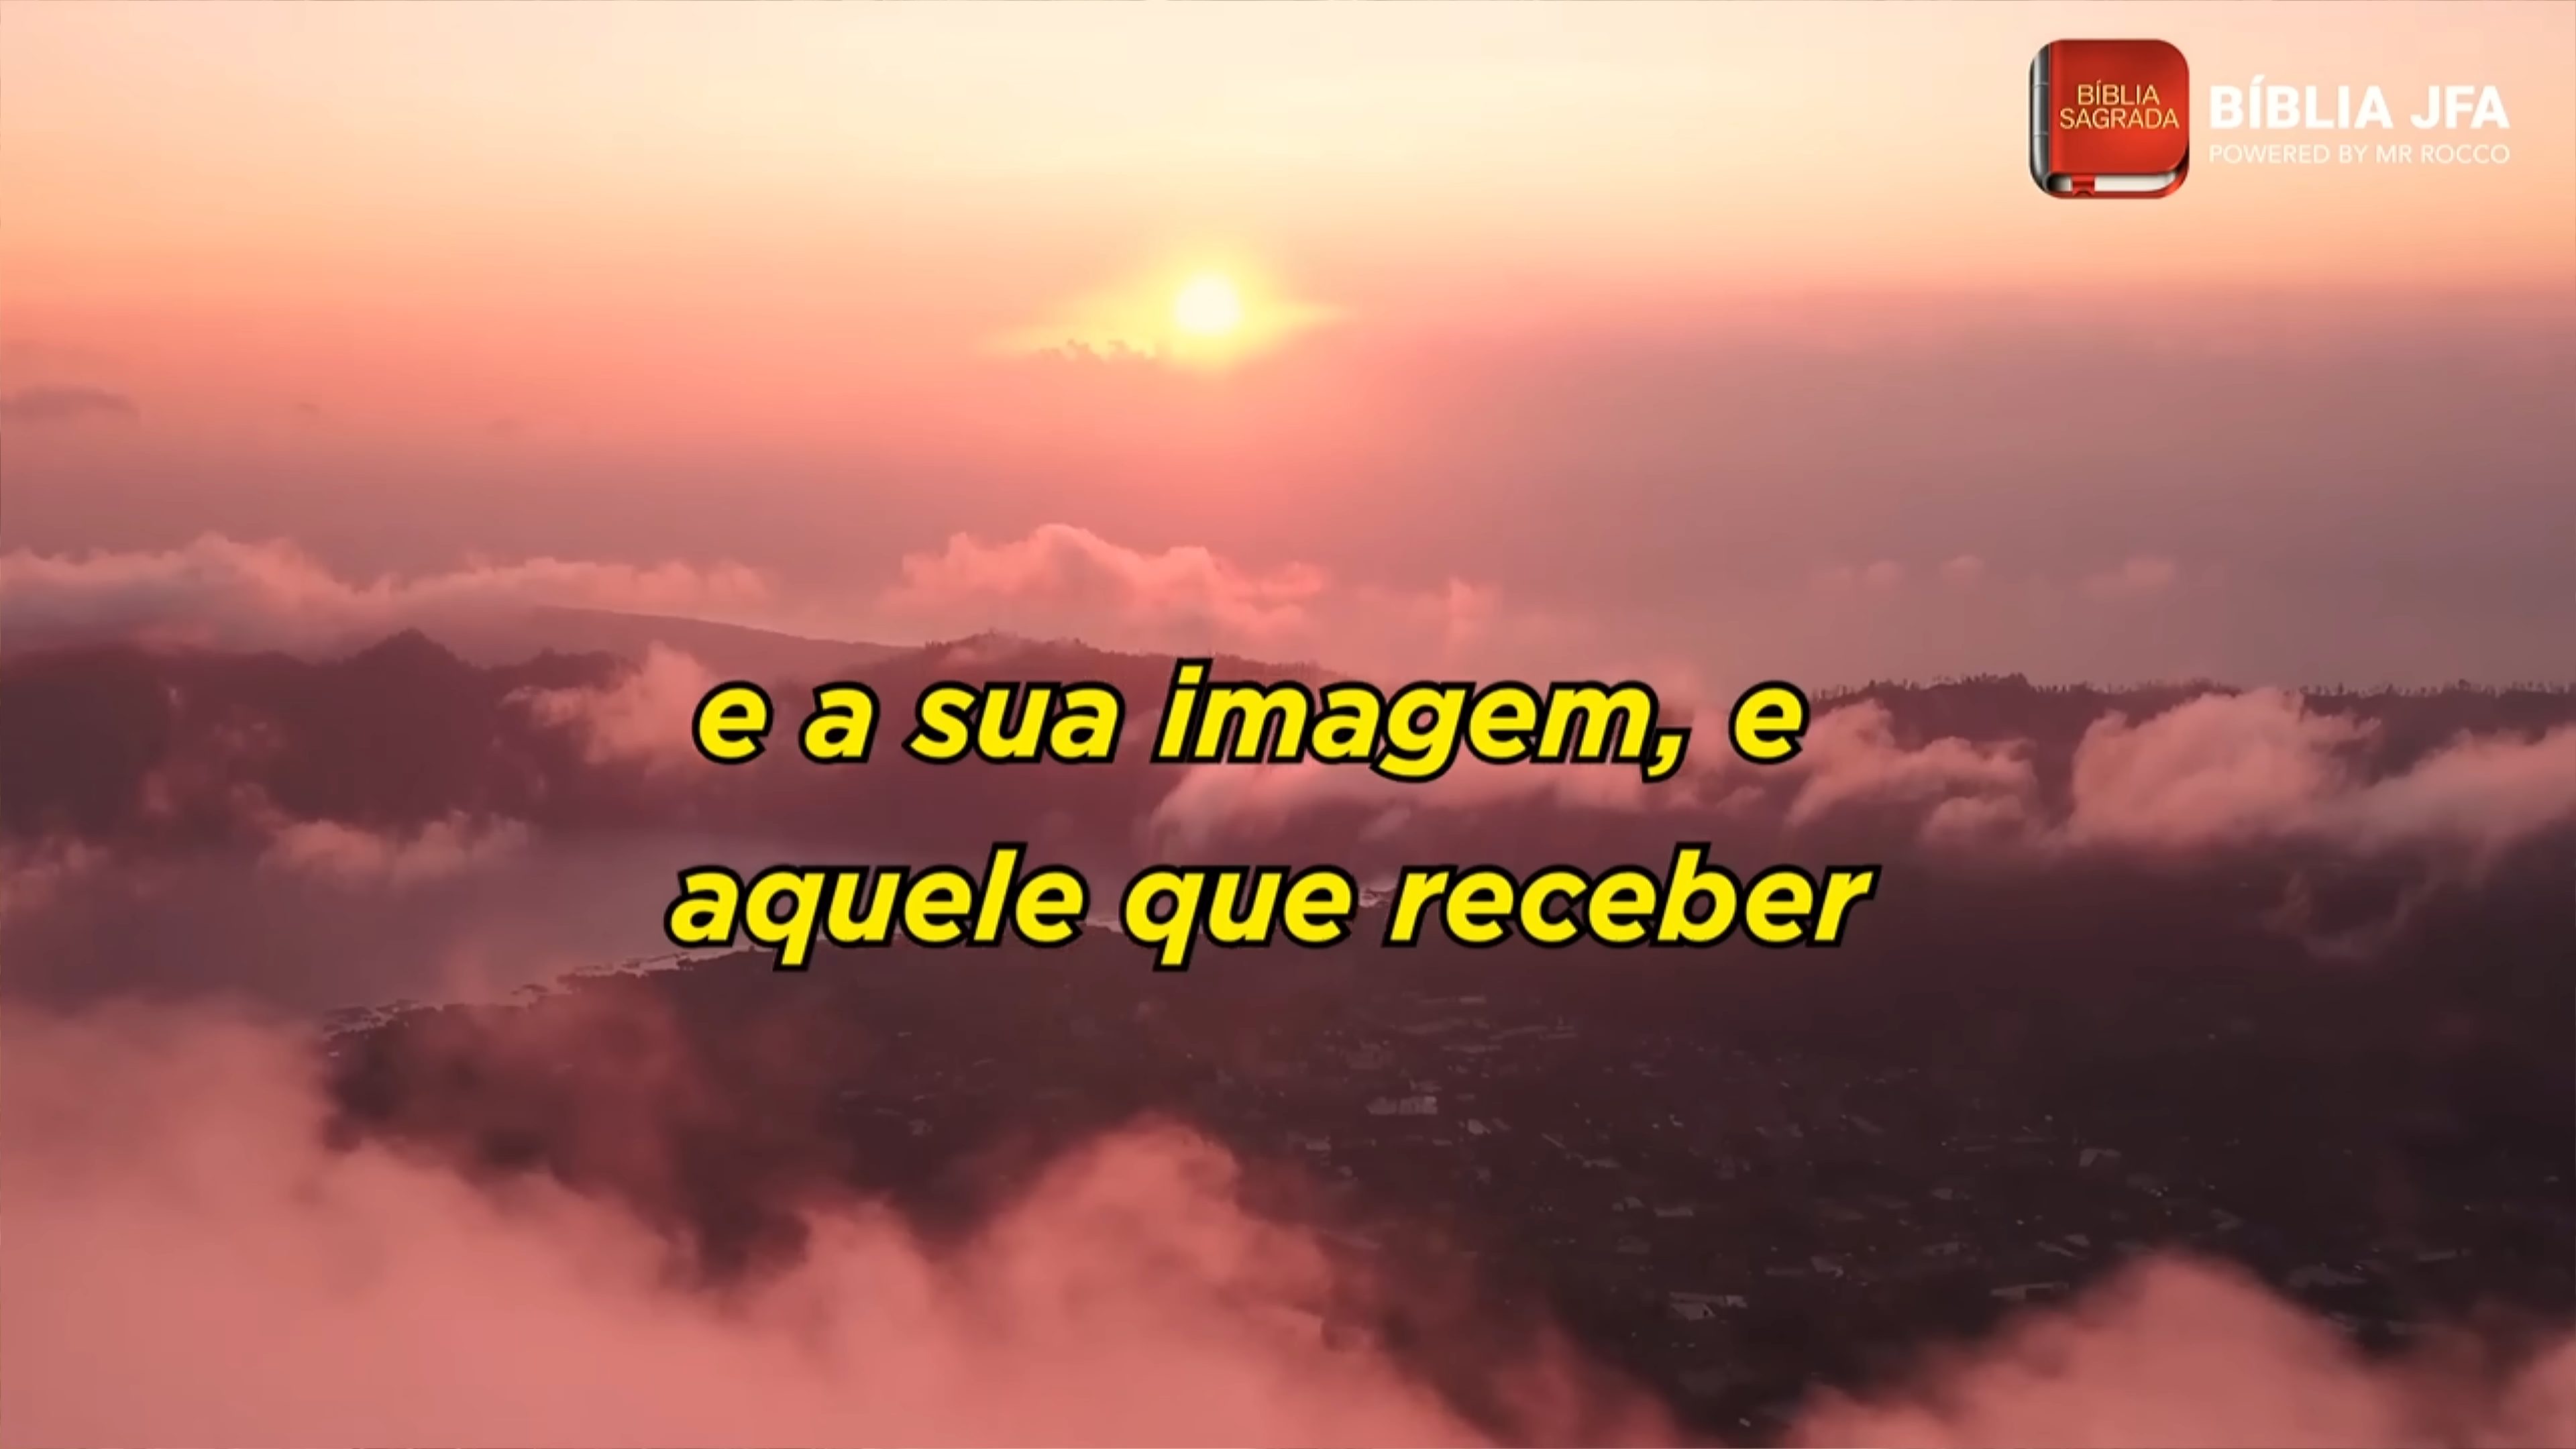 BÍBLIA
SAGRADA
BÍBLIA JFA
POWERED BY MR ROCCO
e a sua imagem, e
aquele que receber